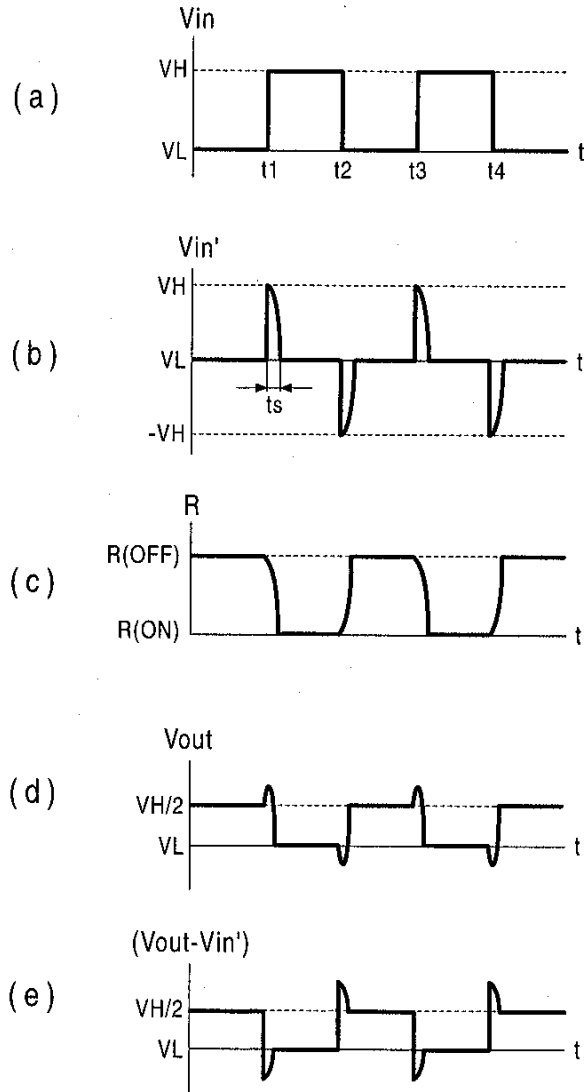 Vin
(a)
VH
VL
t1 t2 t3 t4 t
Vin'
(b)
VH
VL
t
ts
-VH
R
(c)
R(OFF)
R(ON)
t
Vout
(d)
VH/2
VL
t
(Vout-Vin')
(e)
VH/2
VL
t